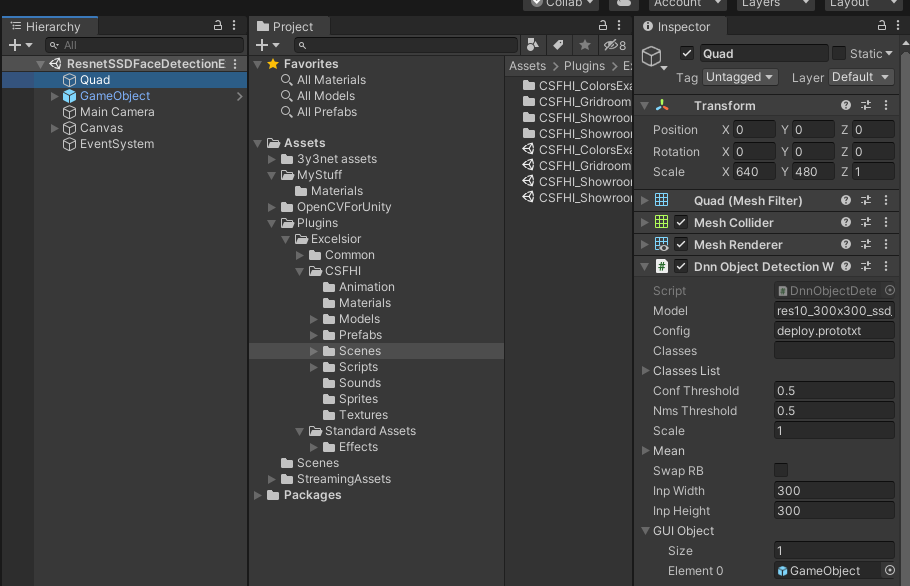 Collab
Account
Layers
Layout
Hierarchy
All
ResnetSSDFaceDetectionE
Quad
GameObject
Main Camera
Canvas
EventSystem
Project
8
Favorites
All Materials
All Models
All Prefabs
Assets
3y3net assets
MyStuff
Materials
OpenCVForUnity
Plugins
Excelsior
Common
CSFHI
Animation
Materials
Models
Prefabs
Scenes
Scripts
Sounds
Sprites
Textures
Standard Assets
Effects
Scenes
StreamingAssets
Packages
Assets > Plugins > E
CSFHI_ColorsExa
CSFHI_Gridroom
CSFHI_Showroo
CSFHI_Showroo
CSFHI_ColorsExa
CSFHI_Gridroom
CSFHI_Showroo
CSFHI_Showroo
Inspector
Quad Static
Tag Untagged Layer Default
Transform
Position X 0 Y 0 Z 0
Rotation X 0 Y 0 Z 0
Scale X 640 Y 480 Z 1
Quad (Mesh Filter)
Mesh Collider
Mesh Renderer
# Dnn Object Detection W
Script # DnnObjectDete
Model res10_300x300_ssd_
Config deploy.prototxt
Classes
Classes List
Conf Threshold 0.5
Nms Threshold 0.5
Scale 1
Mean
Swap RB
Inp Width 300
Inp Height 300
GUI Object
Size 1
Element 0 GameObject